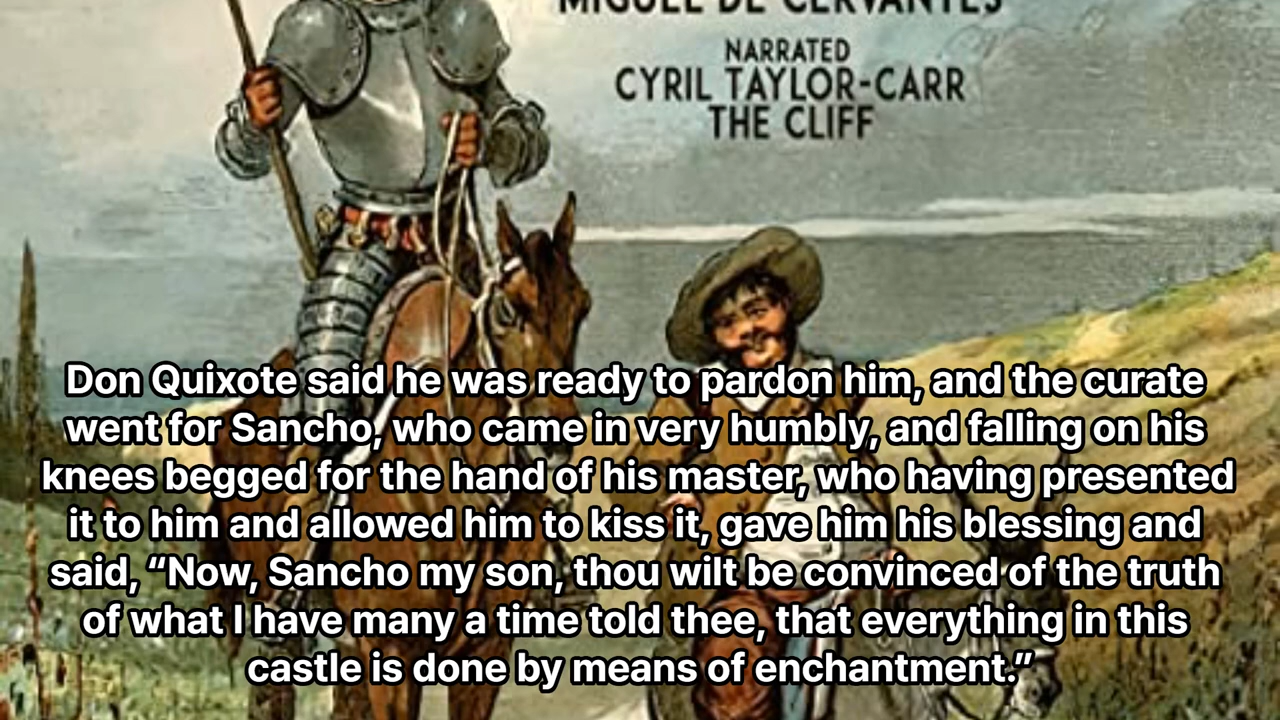 MIGUEL DE CERVANTES
NARRATED
CYRIL TAYLOR-CARR
THE CLIFF
Don Quixote said he was ready to pardon him, and the curate
went for Sancho, who came in very humbly, and falling on his
knees begged for the hand of his master, who having presented
it to him and allowed him to kiss it, gave him his blessing and
said, “Now, Sancho my son, thou wilt be convinced of the truth
of what I have many a time told thee, that everything in this
castle is done by means of enchantment.”